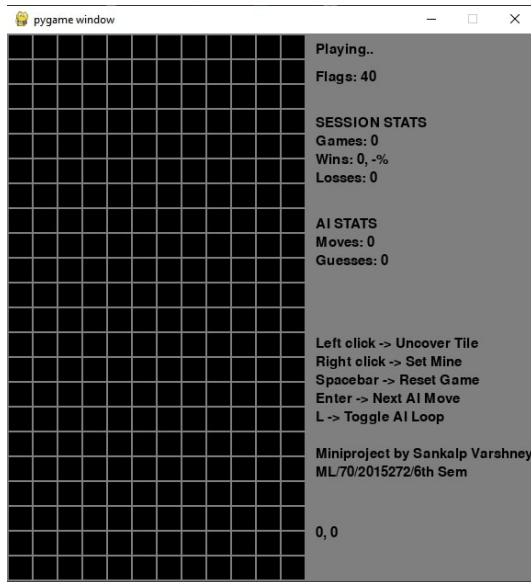 pygame window
Playing..
Flags: 40
SESSION STATS
Games: 0
Wins: 0, -%
Losses: 0
AI STATS
Moves: 0
Guesses: 0
Left click -> Uncover Tile
Right click -> Set Mine
Spacebar -> Reset Game
Enter -> Next AI Move
L -> Toggle AI Loop
Miniproject by Sankalp Varshney
ML/70/2015272/6th Sem
0, 0